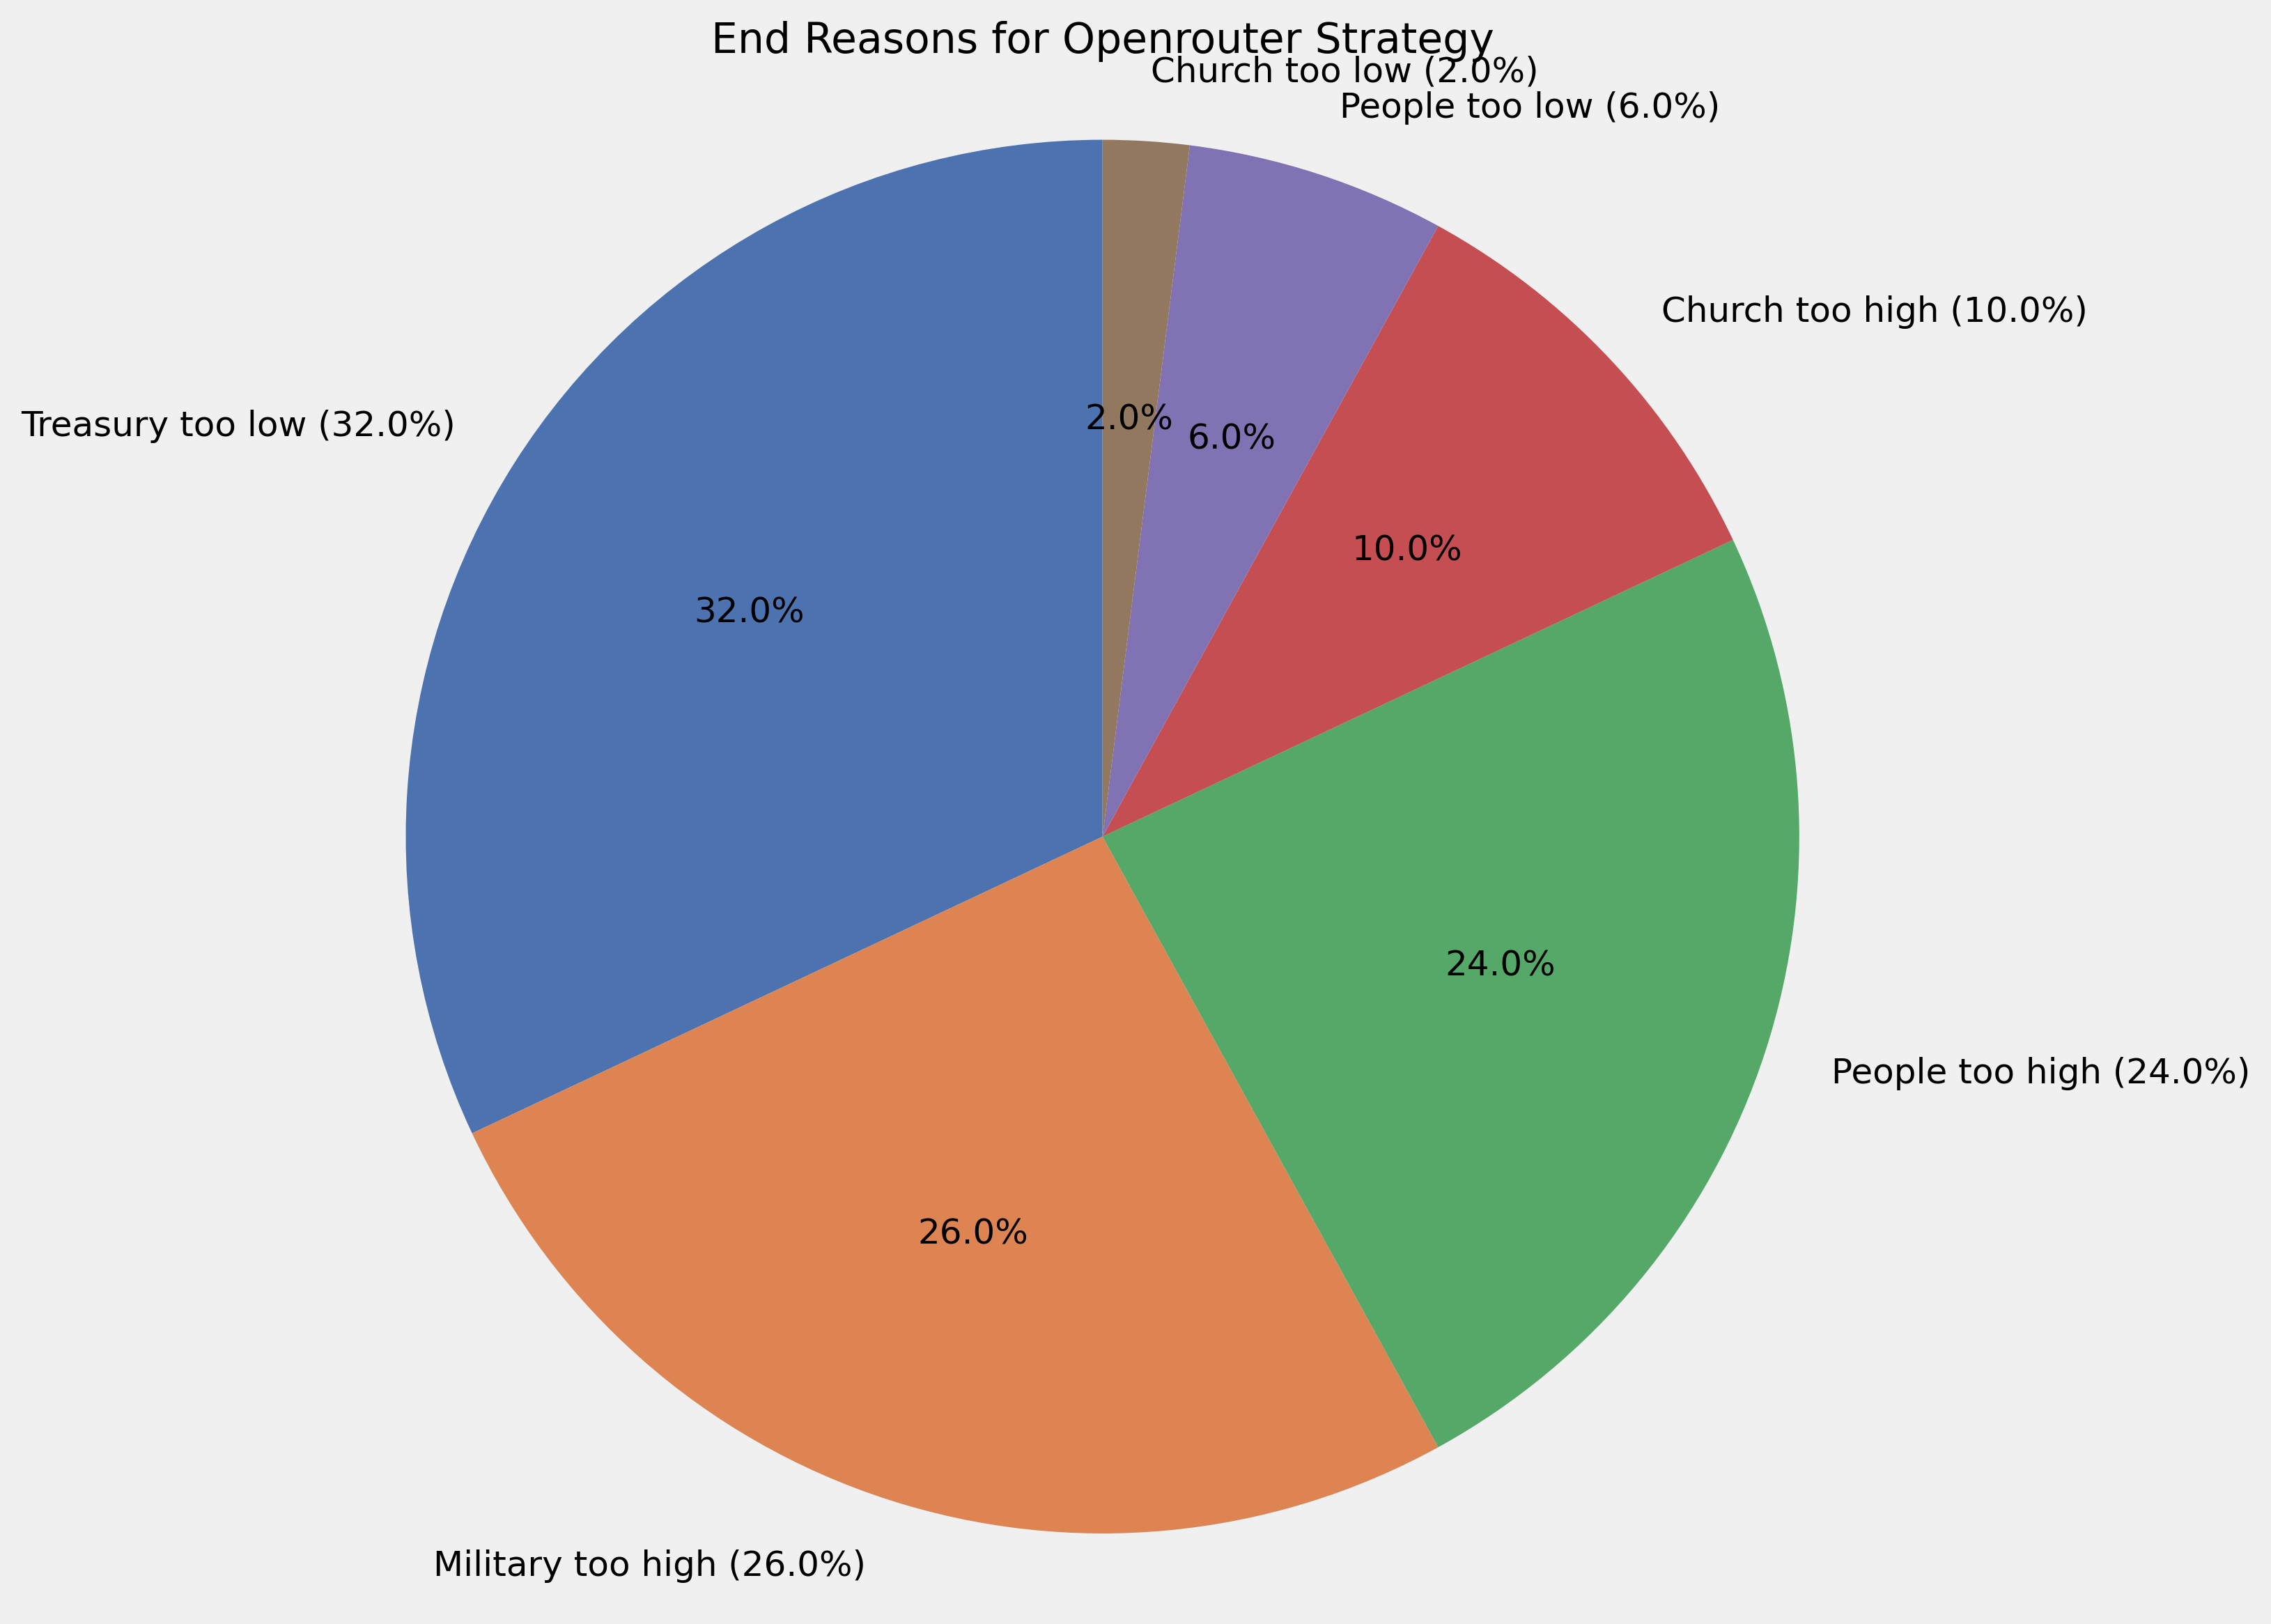 End Reasons for Openrouter Strategy
Church too low (2.0%)
People too low (6.0%)
Church too high (10.0%)
Treasury too low (32.0%)
2.0%
6.0%
10.0%
32.0%
24.0%
People too high (24.0%)
26.0%
Military too high (26.0%)